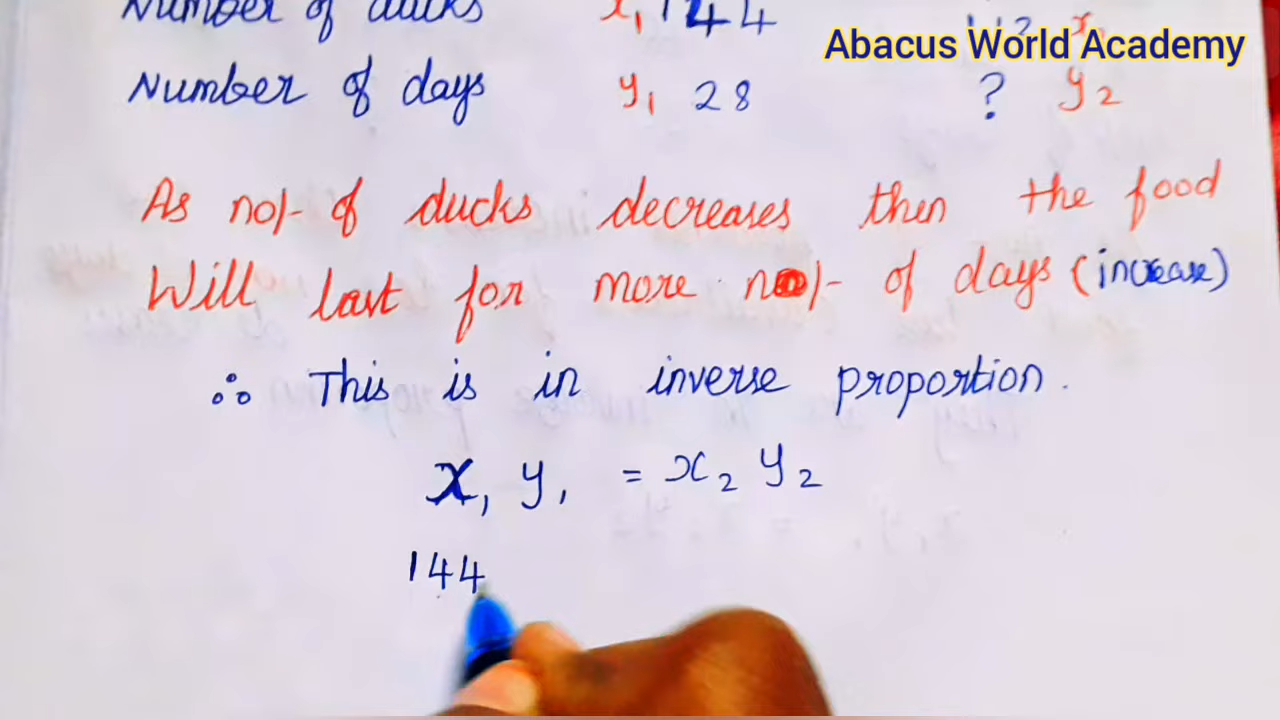 Number of ducks x₁ 144
Abacus World Academy
Number of days y₁ 28 ? y₂
As no/- of ducks decreases then the food
Will last for more no/- of days (increase)
∴ This is in inverse proportion.
x₁ y₁ = x₂ y₂
144